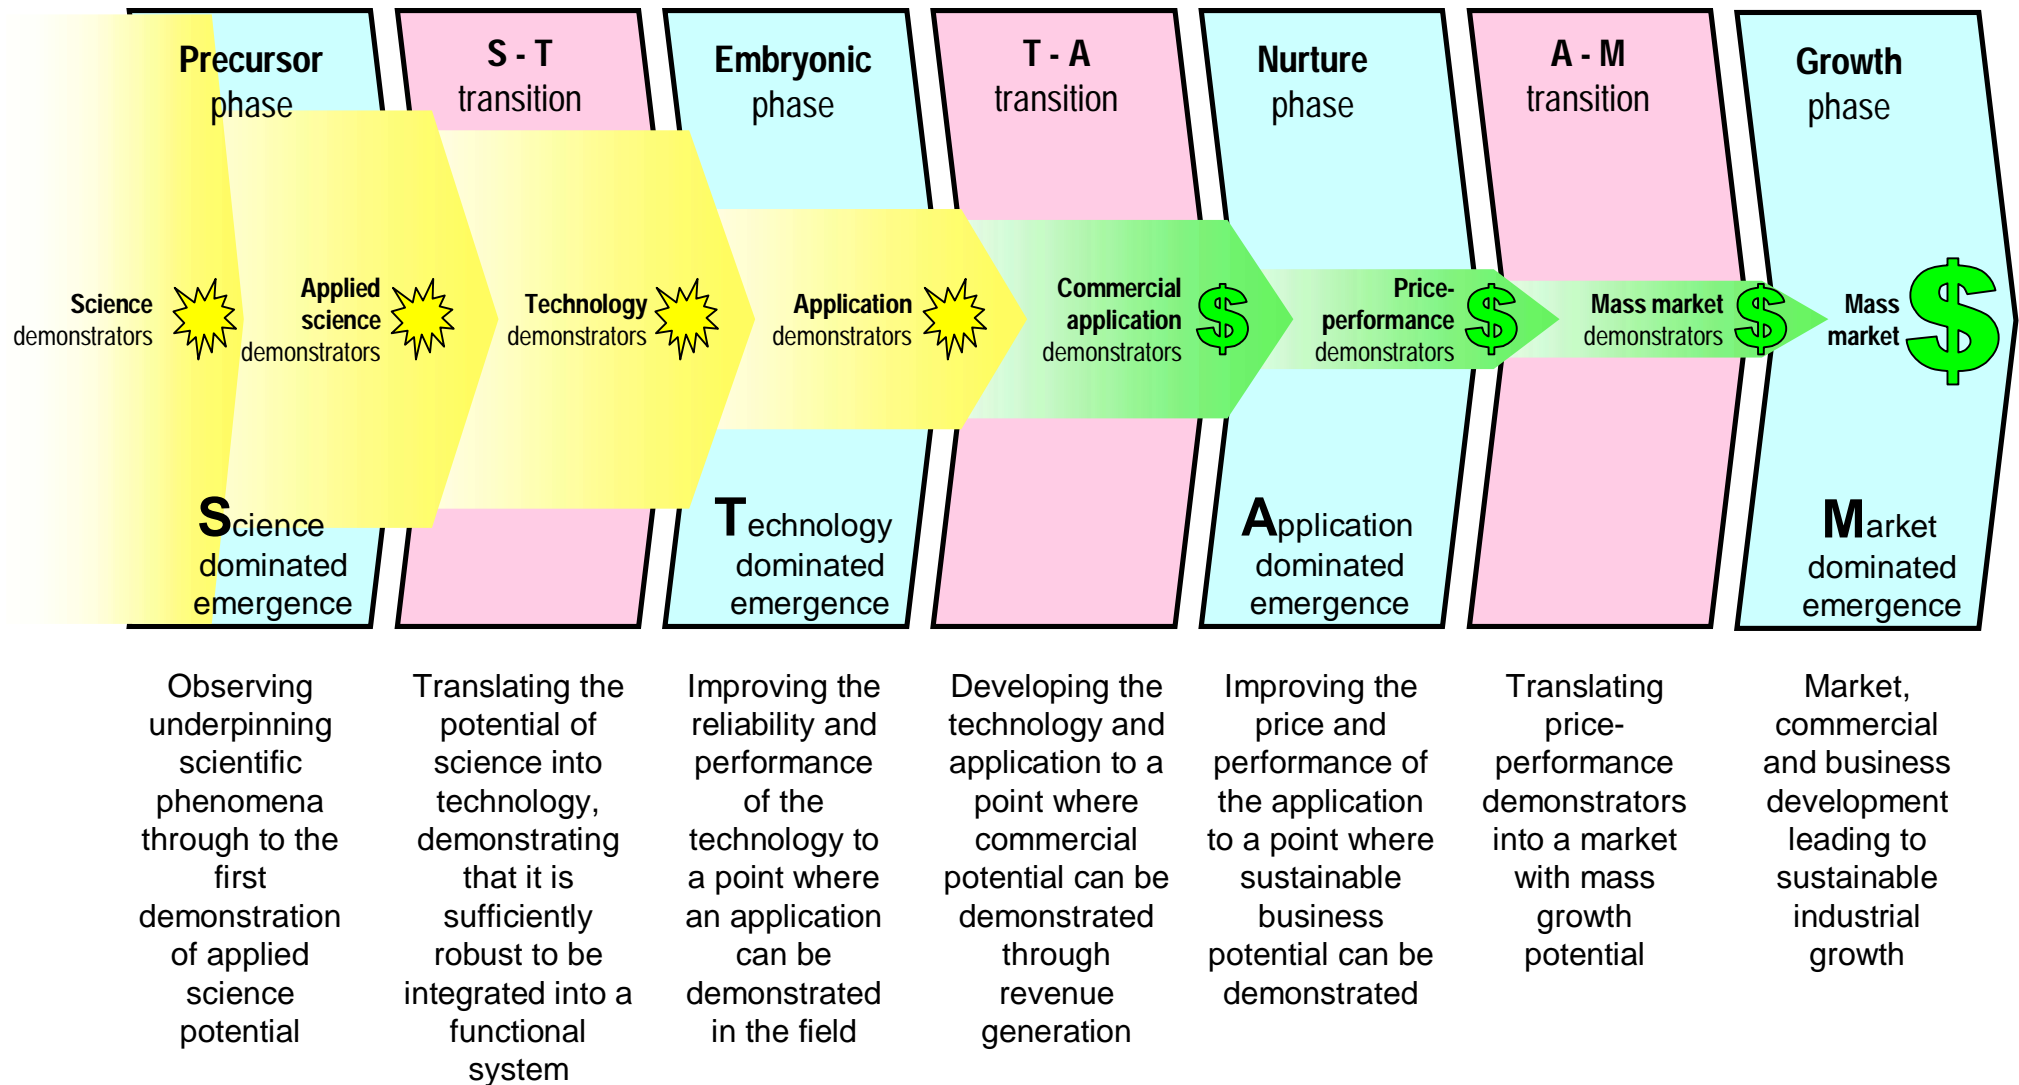 Precursor
phase
S - T
transition
Embryonic
phase
T - A
transition
Nurture
phase
A - M
transition
Growth
phase
Science
demonstrators
Applied
science
demonstrators
Technology
demonstrators
Application
demonstrators
Commercial
application
demonstrators
$
Price-
performance
demonstrators
$
Mass market
demonstrators
$
Mass
market
$
Science
dominated
emergence
Technology
dominated
emergence
Application
dominated
emergence
Market
dominated
emergence
Observing
underpinning
scientific
phenomena
through to the
first
demonstration
of applied
science
potential
Translating the
potential of
science into
technology,
demonstrating
that it is
sufficiently
robust to be
integrated into a
functional
system
Improving the
reliability and
performance
of the
technology to
a point where
an application
can be
demonstrated
in the field
Developing the
technology and
application to a
point where
commercial
potential can be
demonstrated
through
revenue
generation
Improving the
price and
performance of
the application
to a point where
sustainable
business
potential can be
demonstrated
Translating
price-
performance
demonstrators
into a market
with mass
growth
potential
Market,
commercial
and business
development
leading to
sustainable
industrial
growth